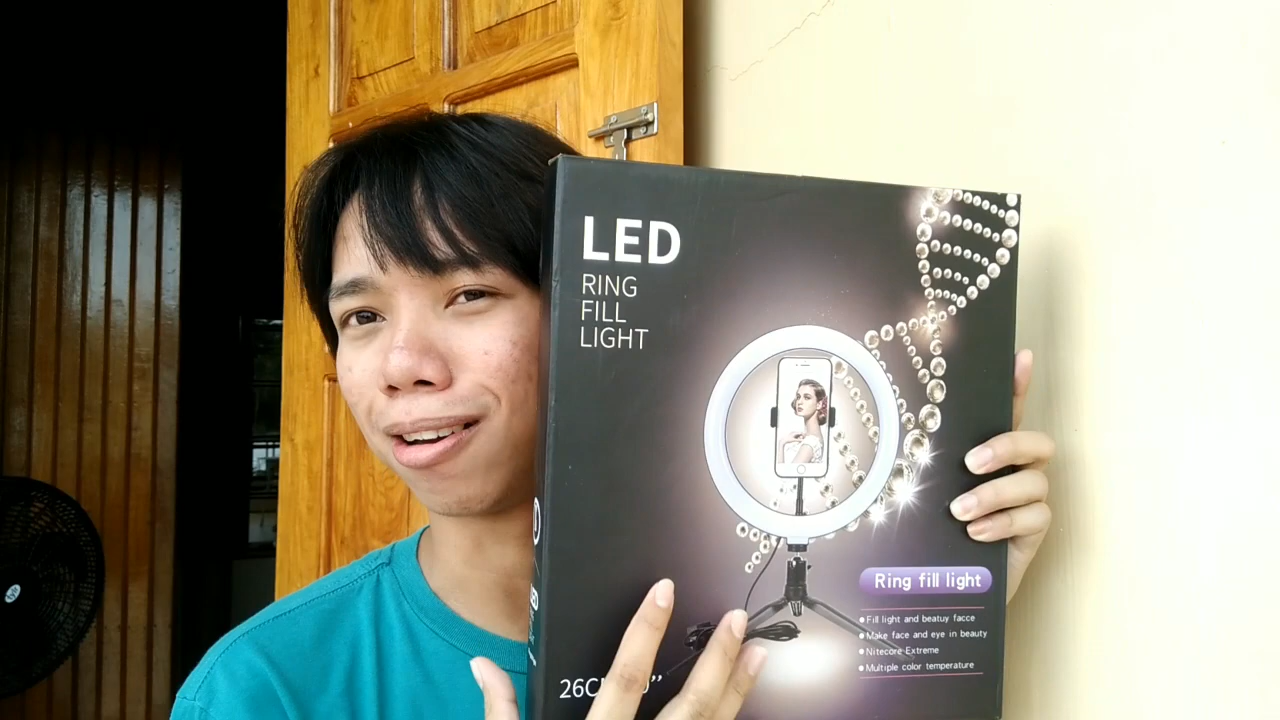 LED
RING
FILL
LIGHT
Ring fill light
Fill light and beatuy facce
Make face and eye in beauty
Nitecore Extreme
Multiple color temperature